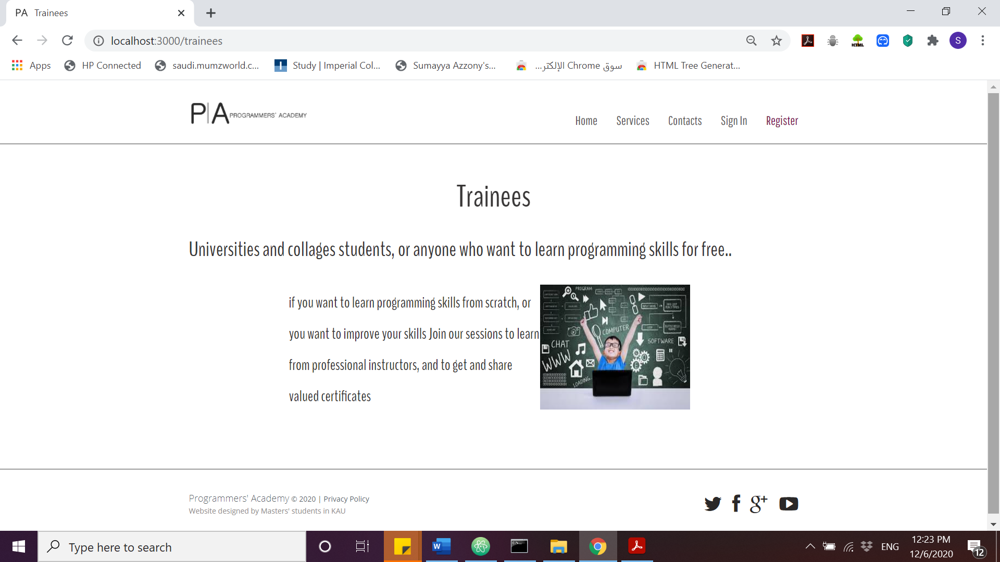 PA Trainees
localhost:3000/trainees
S
Apps
HP Connected
saudi.mumzworld.c...
Study | Imperial Col...
Sumayya Azzony's...
سوق Chrome الإلكتر...
HTML Tree Generat...
HTML
P|A PROGRAMMERS' ACADEMY
Home Services Contacts Sign In Register
Trainees
Universities and collages students, or anyone who want to learn programming skills for free..
if you want to learn programming skills from scratch, or
you want to improve your skills Join our sessions to learn
from professional instructors, and to get and share
valued certificates
PROGRAM
COMPUTER
CHAT
SOFTWARE
WWW
LOADING..
Programmers' Academy © 2020 | Privacy Policy
Website designed by Masters' students in KAU
Type here to search
ENG
12:23 PM
12/6/2020
12